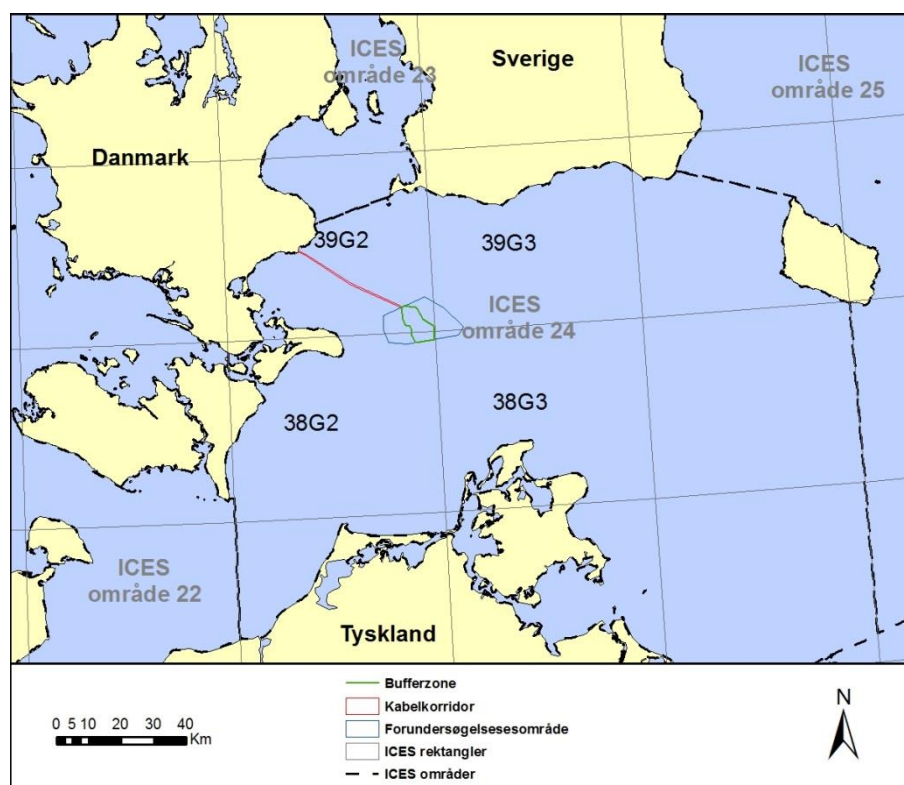 ICES
område 23
Sverige
ICES
område 25
Danmark
39G2
39G3
ICES
område 24
38G2
38G3
ICES
område 22
Tyskland
Bufferzone
Kabelkorridor
Forundersøgelsesesområde
ICES rektangler
ICES områder
0 5 10 20 30 40
Km
N